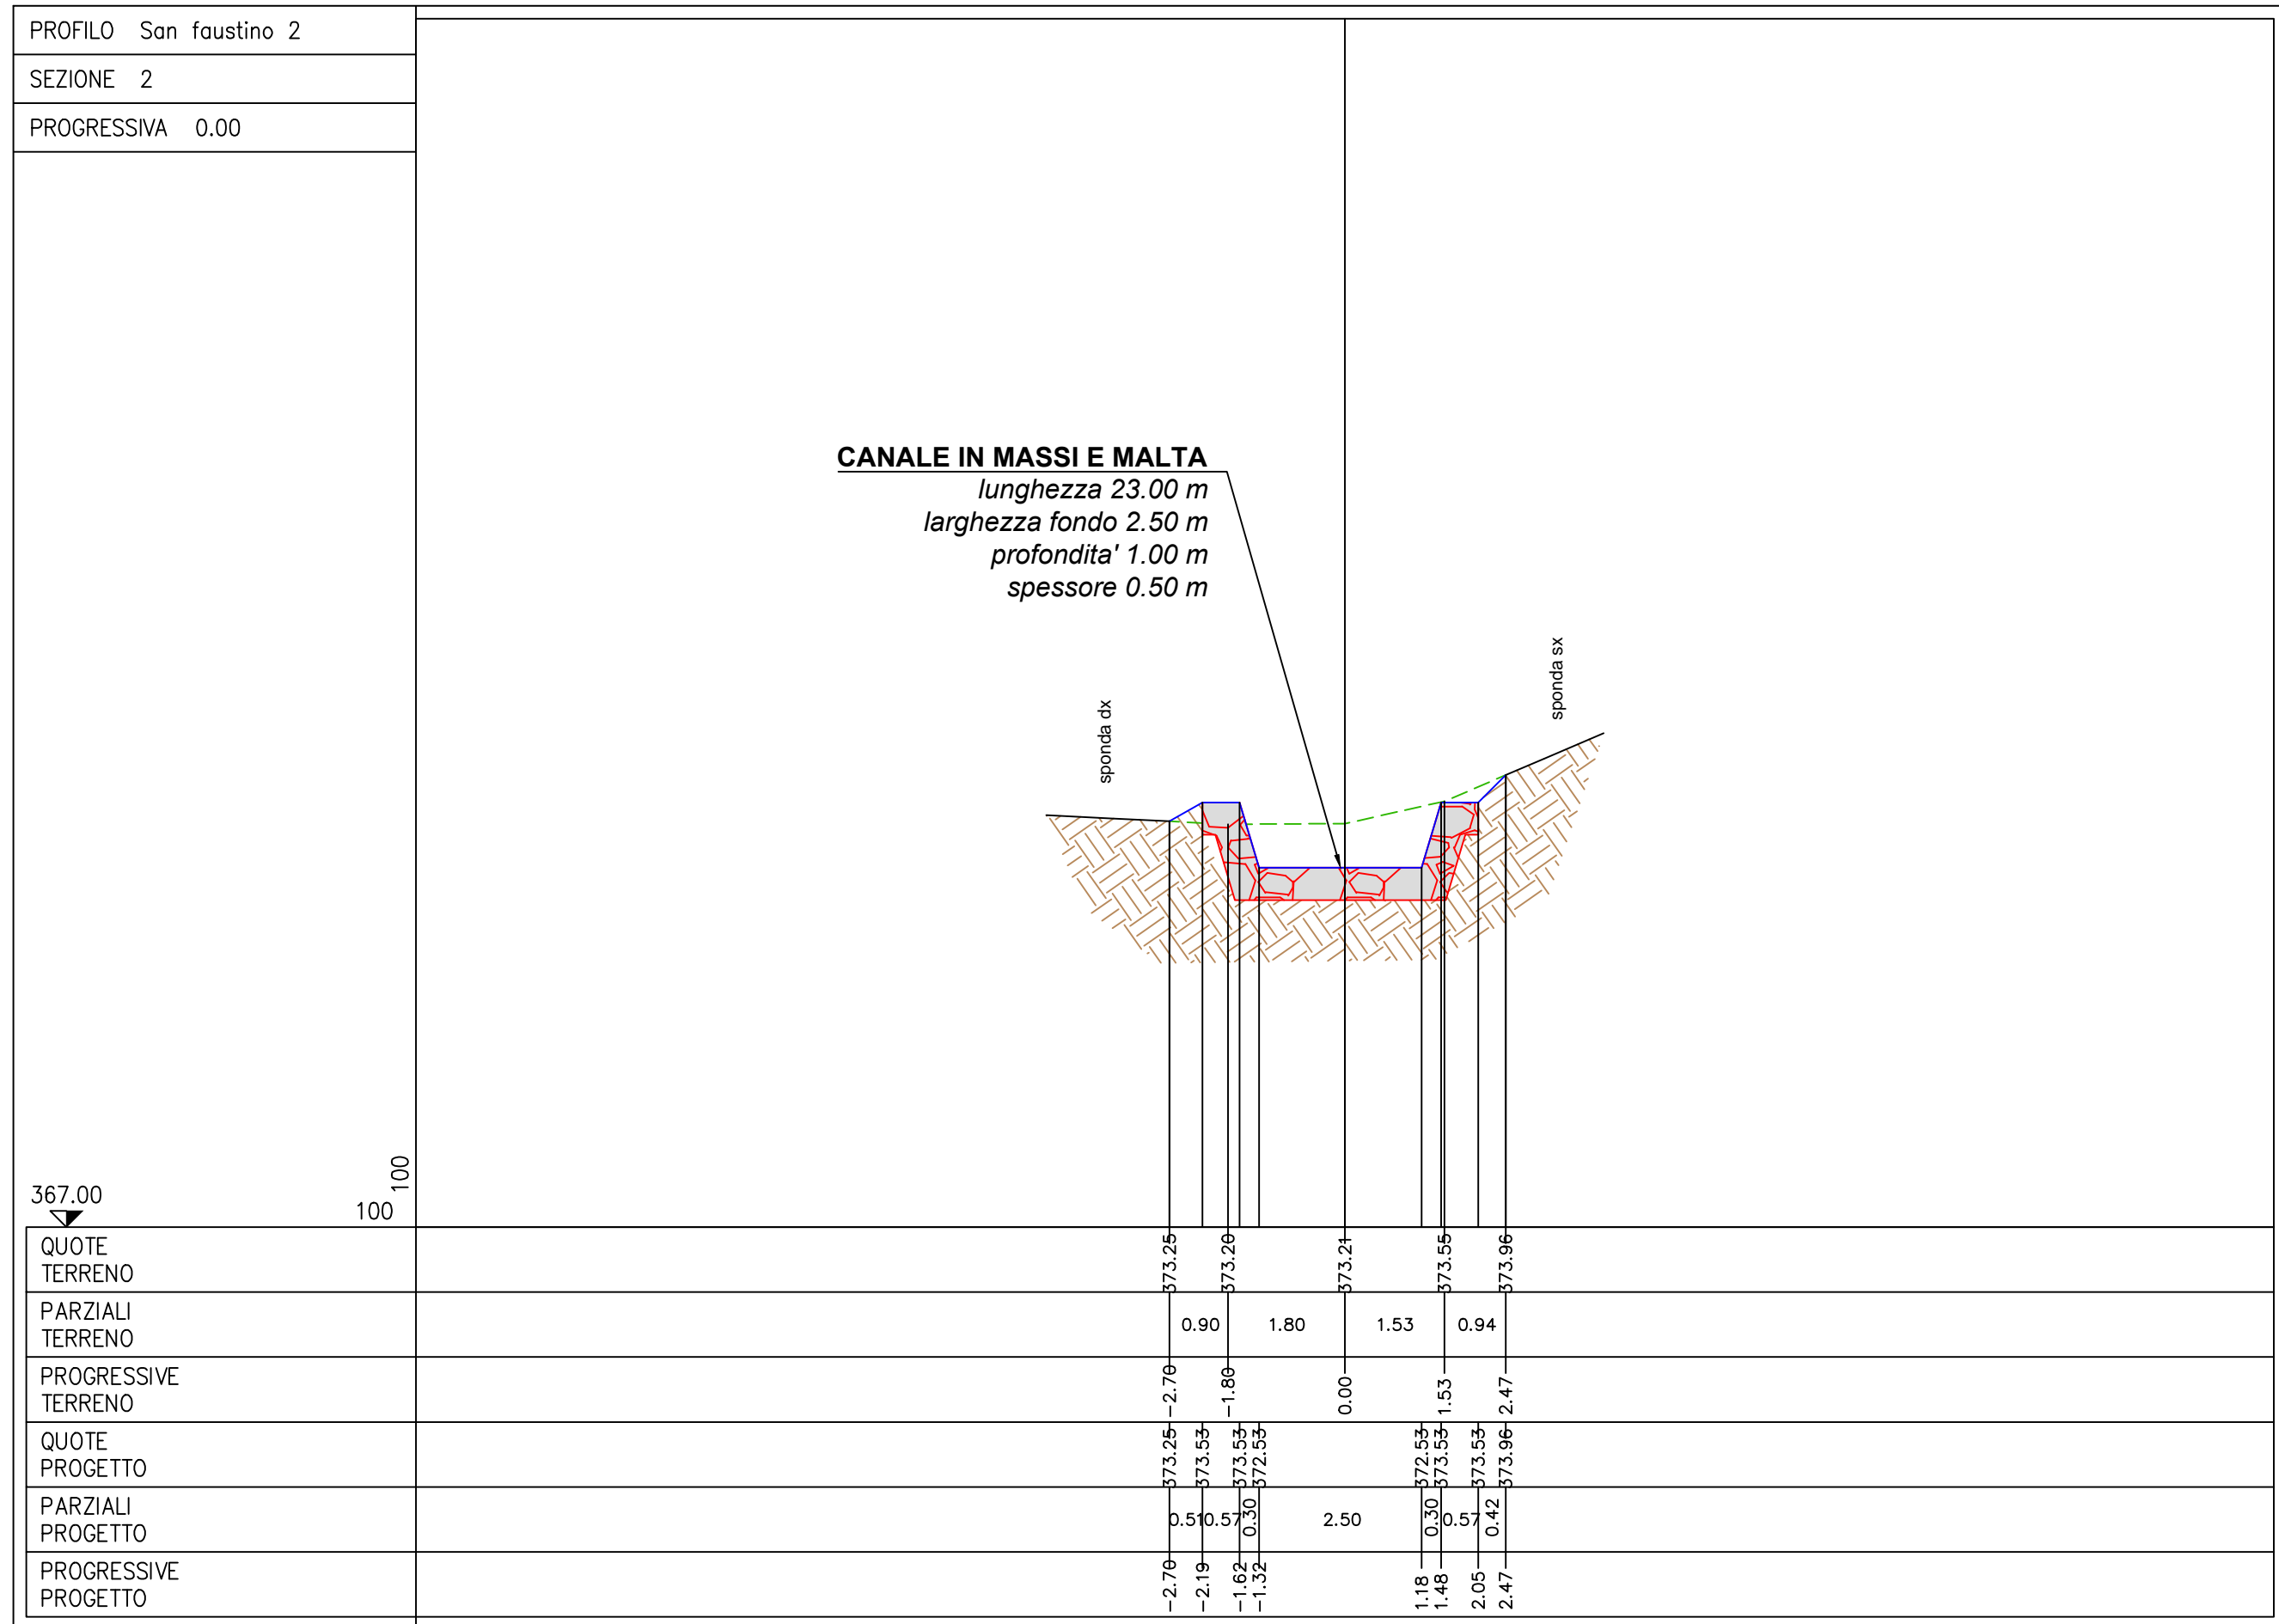 PROFILO San faustino 2
SEZIONE 2
PROGRESSIVA 0.00
CANALE IN MASSI E MALTA
lunghezza 23.00 m
larghezza fondo 2.50 m
profondita' 1.00 m
spessore 0.50 m
sponda dx
sponda sx
367.00
100
100
QUOTE
TERRENO
373.25 373.20 373.21 373.55 373.96
PARZIALI
TERRENO
0.90 1.80 1.53 0.94
PROGRESSIVE
TERRENO
-2.70 -1.80 0.00 1.53 2.47
QUOTE
PROGETTO
373.25 373.53 373.53 372.53 372.53 373.53 373.53 373.96
PARZIALI
PROGETTO
0.51 0.57 0.30 2.50 0.30 0.57 0.42
PROGRESSIVE
PROGETTO
-2.70 -2.19 -1.62 -1.32 1.18 1.48 2.05 2.47